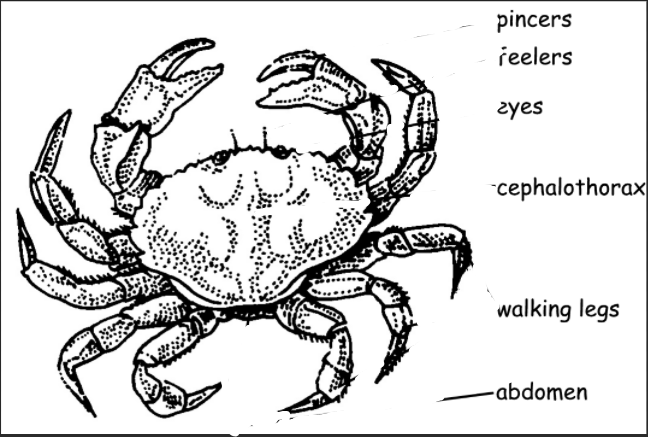 pincers
feelers
eyes
cephalothorax
walking legs
abdomen